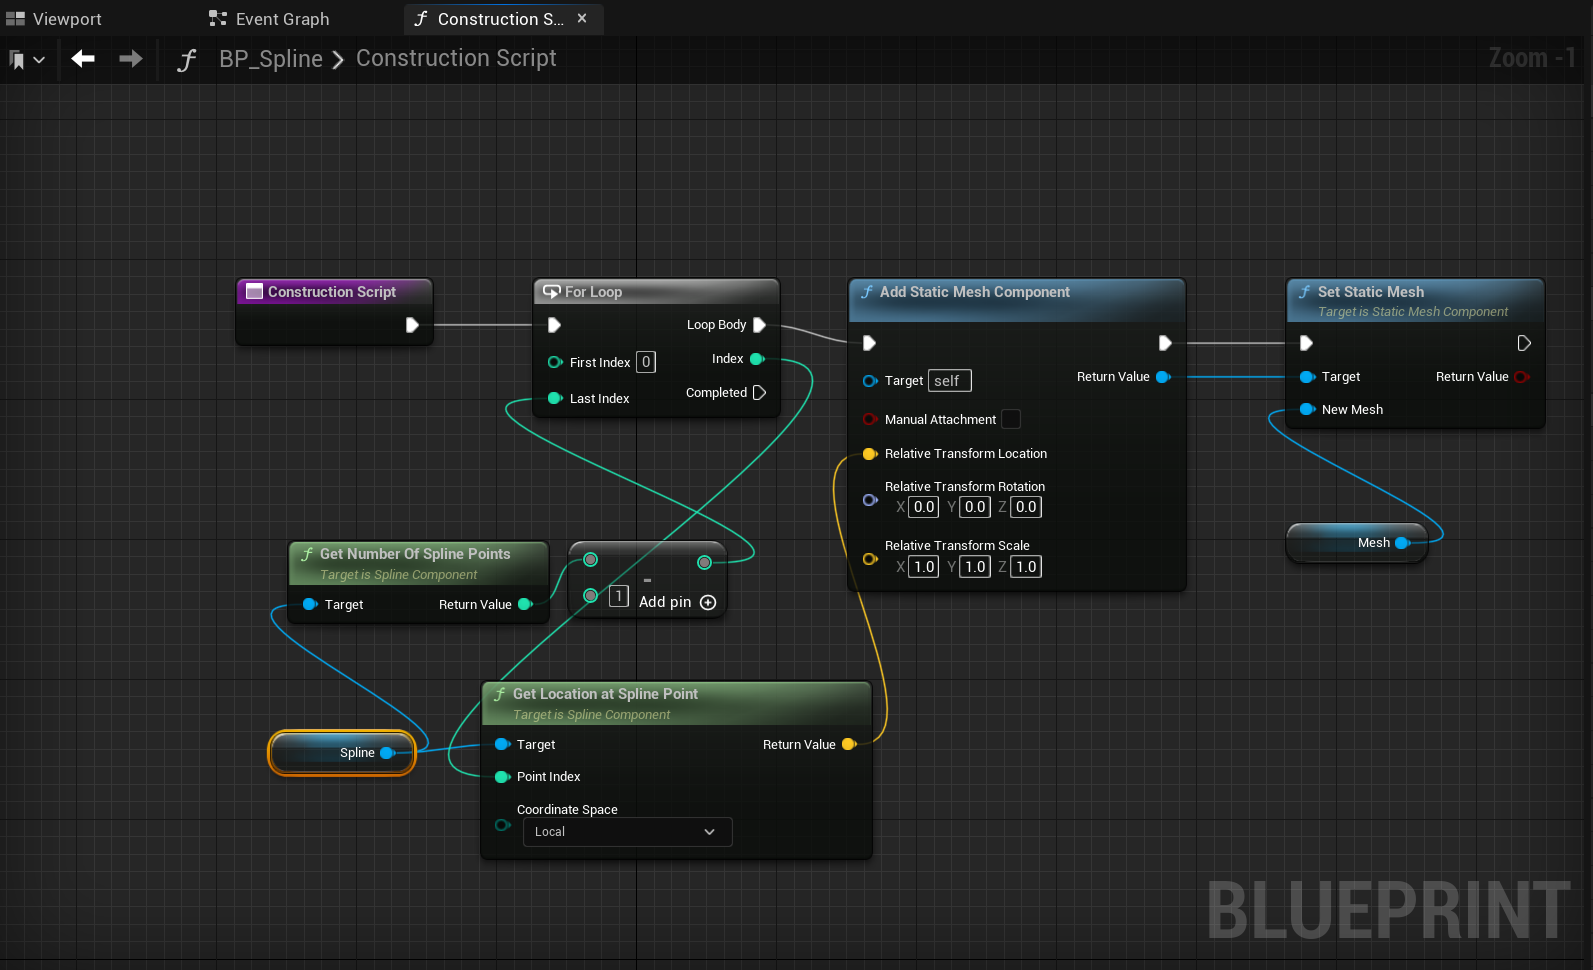 Viewport
Event Graph
Construction S...
BP_Spline
Construction Script
Zoom -1
Construction Script
For Loop
Loop Body
First Index 0
Index
Last Index
Completed
Add Static Mesh Component
Target self
Return Value
Manual Attachment
Relative Transform Location
Relative Transform Rotation
X 0.0 Y 0.0 Z 0.0
Relative Transform Scale
X 1.0 Y 1.0 Z 1.0
Set Static Mesh
Target is Static Mesh Component
Target
Return Value
New Mesh
Mesh
Get Number Of Spline Points
Target is Spline Component
Target
Return Value
-
1
Add pin
Spline
Get Location at Spline Point
Target is Spline Component
Target
Return Value
Point Index
Coordinate Space
Local
BLUEPRINT